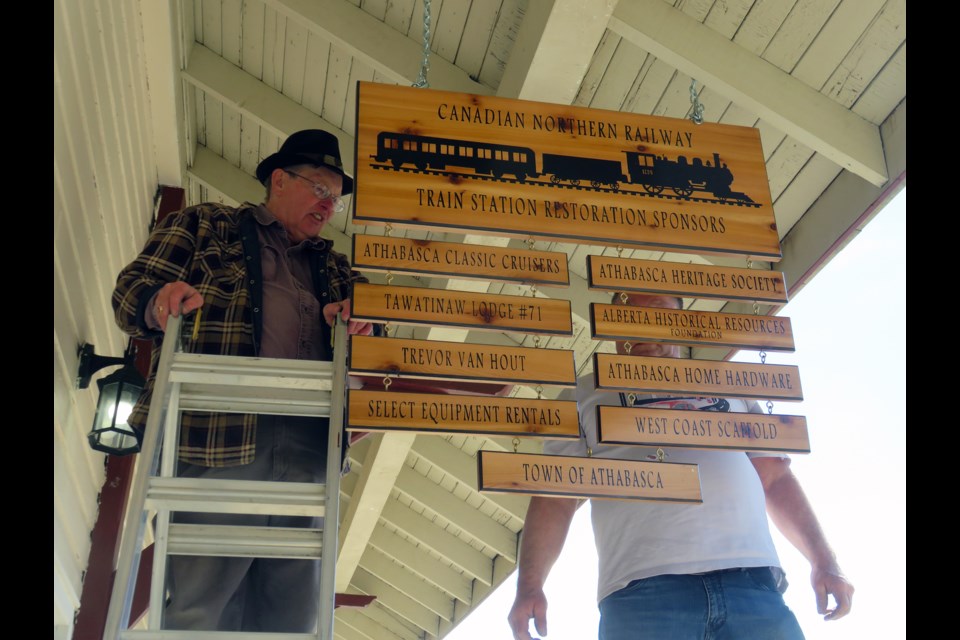 CANADIAN NORTHERN RAILWAY
TRAIN STATION RESTORATION SPONSORS
ATHABASCA CLASSIC CRUISERS
TAWATINAW LODGE #71
TREVOR VAN HOUT
SELECT EQUIPMENT RENTALS
ATHABASCA HERITAGE SOCIETY
ALBERTA HISTORICAL RESOURCES
FOUNDATION
ATHABASCA HOME HARDWARE
WEST COAST SCAFFOLD
TOWN OF ATHABASCA